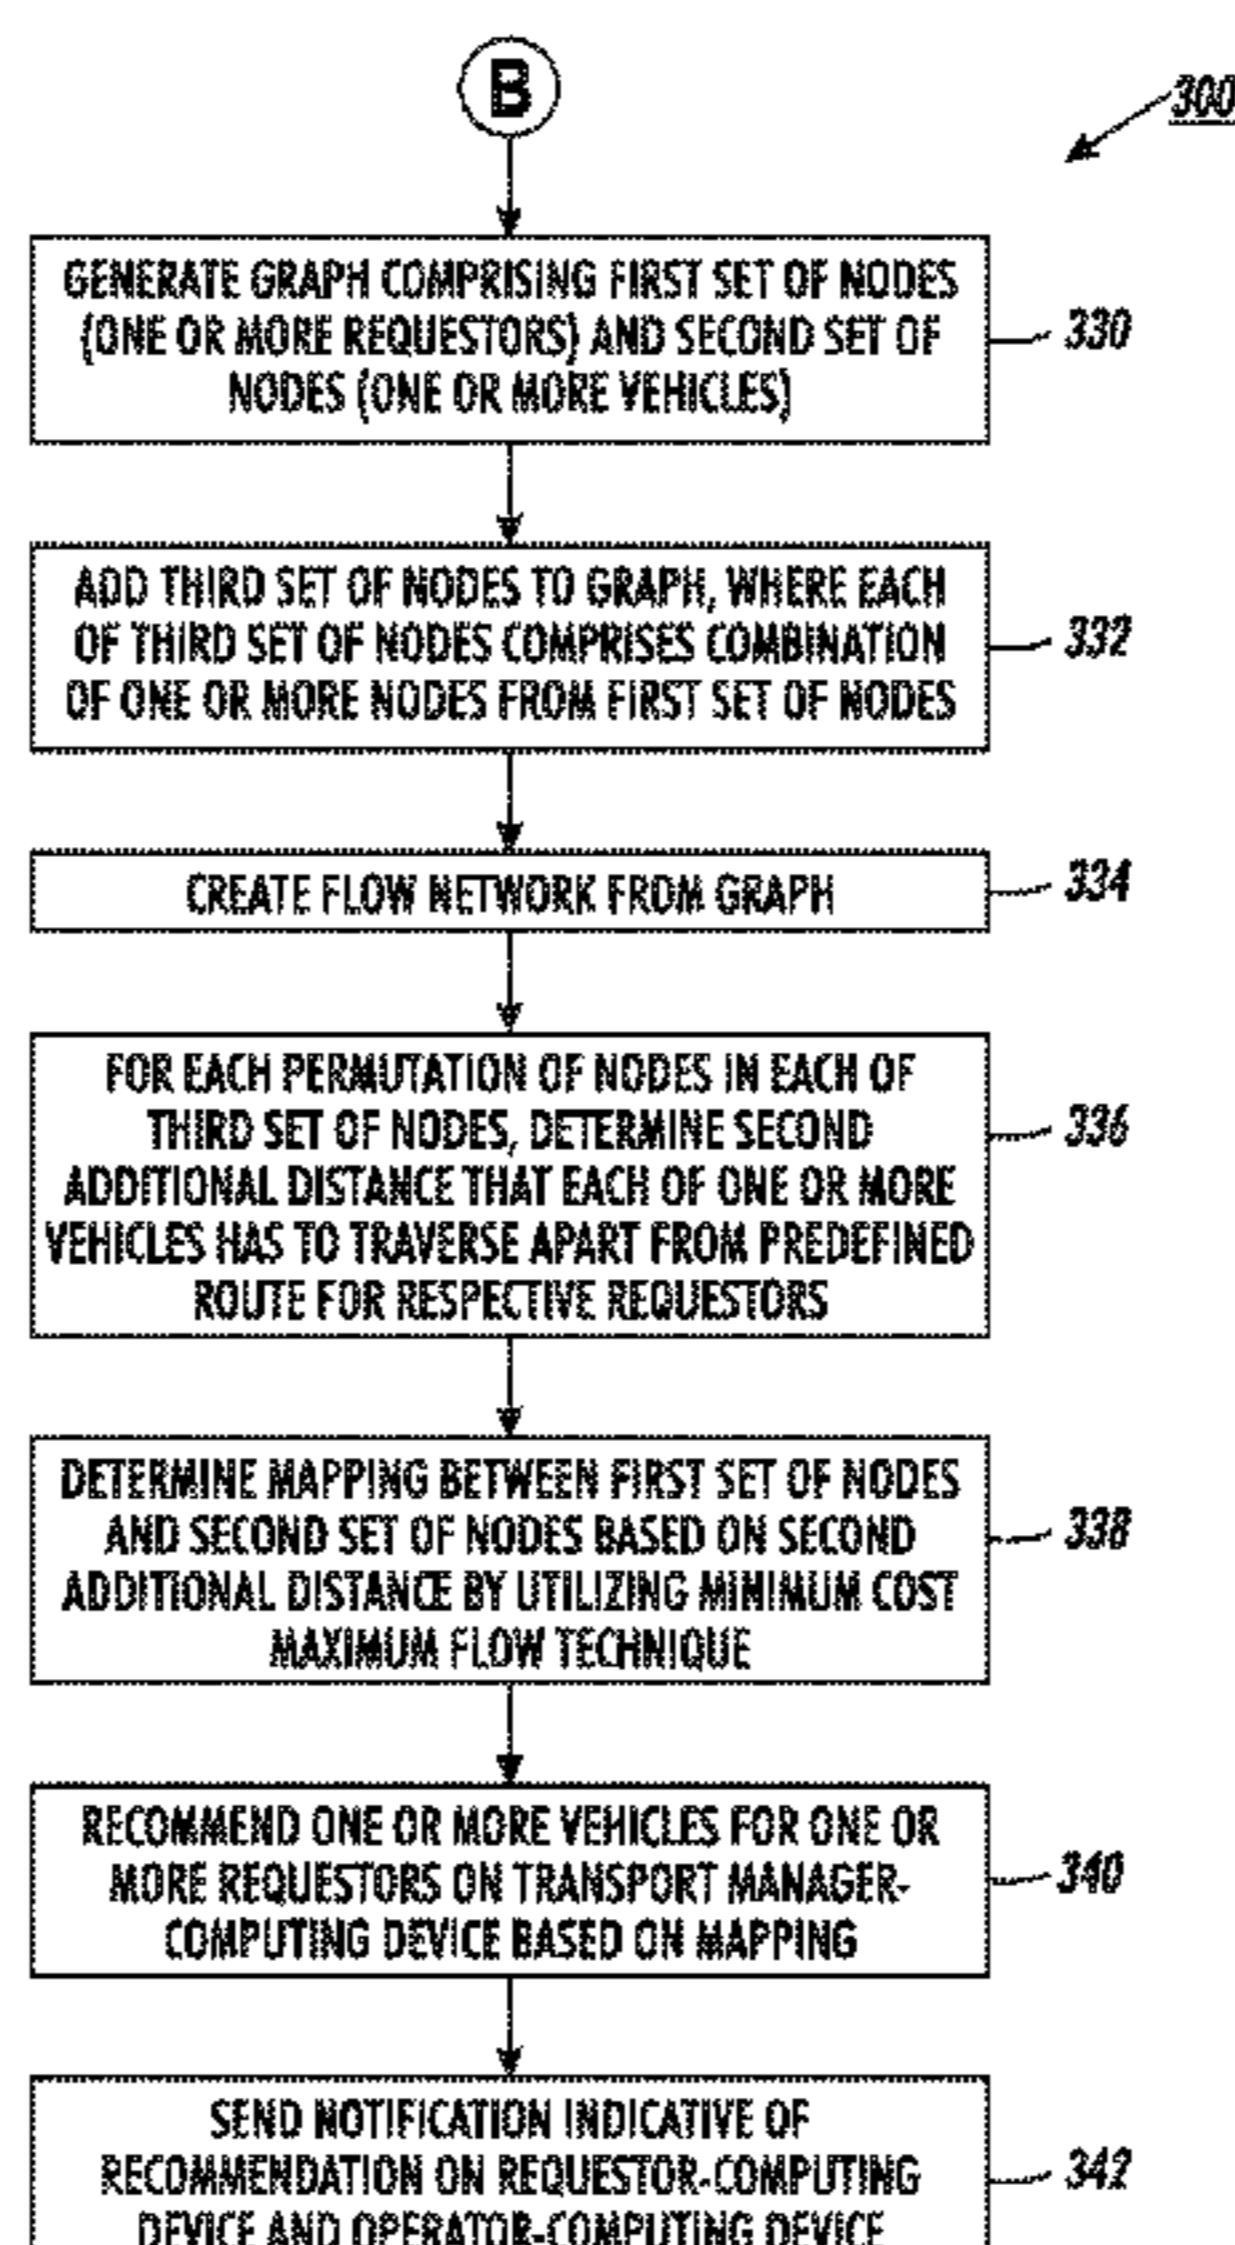 B
300
GENERATE GRAPH COMPRISING FIRST SET OF NODES
(ONE OR MORE REQUESTORS) AND SECOND SET OF
NODES (ONE OR MORE VEHICLES)
330
ADD THIRD SET OF NODES TO GRAPH, WHERE EACH
OF THIRD SET OF NODES COMPRISES COMBINATION
OF ONE OR MORE NODES FROM FIRST SET OF NODES
332
CREATE FLOW NETWORK FROM GRAPH
334
FOR EACH PERMUTATION OF NODES IN EACH OF
THIRD SET OF NODES, DETERMINE SECOND
ADDITIONAL DISTANCE THAT EACH OF ONE OR MORE
VEHICLES HAS TO TRAVERSE APART FROM PREDEFINED
ROUTE FOR RESPECTIVE REQUESTORS
336
DETERMINE MAPPING BETWEEN FIRST SET OF NODES
AND SECOND SET OF NODES BASED ON SECOND
ADDITIONAL DISTANCE BY UTILIZING MINIMUM COST
MAXIMUM FLOW TECHNIQUE
338
RECOMMEND ONE OR MORE VEHICLES FOR ONE OR
MORE REQUESTORS ON TRANSPORT MANAGER-
COMPUTING DEVICE BASED ON MAPPING
340
SEND NOTIFICATION INDICATIVE OF
RECOMMENDATION ON REQUESTOR-COMPUTING
DEVICE AND OPERATOR-COMPUTING DEVICE
342